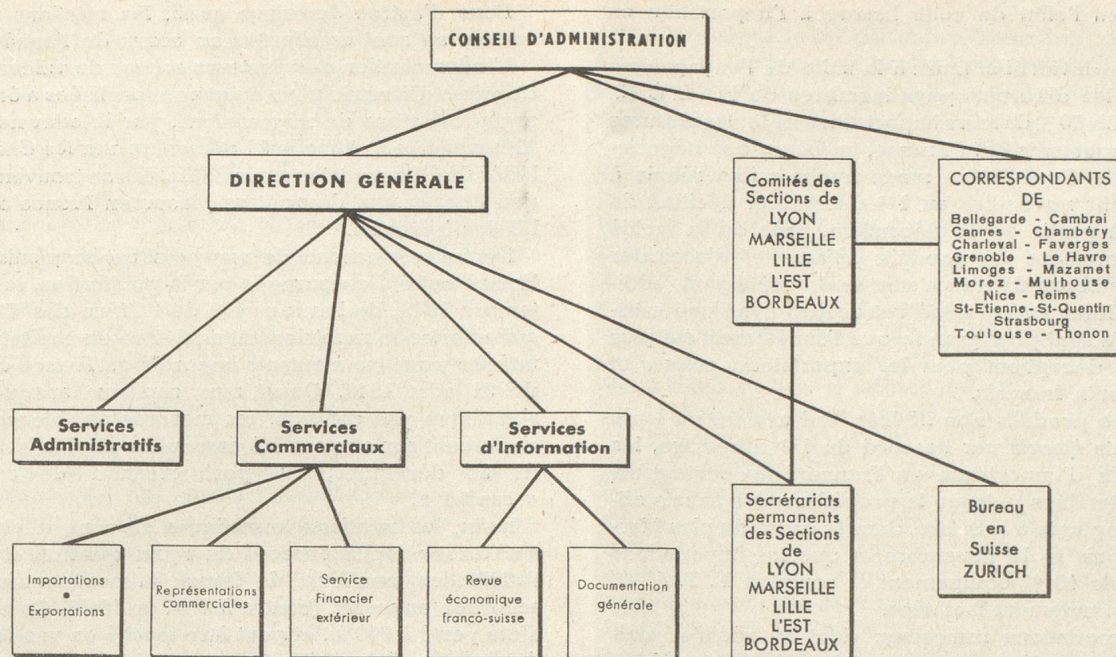 CONSEIL D'ADMINISTRATION
DIRECTION GÉNÉRALE
Comités des
Sections de
LYON
MARSEILLE
LILLE
L'EST
BORDEAUX
CORRESPONDANTS
DE
Bellegarde - Cambrai
Cannes - Chambéry
Charleval - Faverges
Grenoble - Le Havre
Limoges - Mazamet
Morez - Mulhouse
Nice - Reims
St-Etienne - St-Quentin
Strasbourg
Toulouse - Thonon
Services
Administratifs
Services
Commerciaux
Services
d'Information
Secrétariats
permanents
des Sections
de
LYON
MARSEILLE
LILLE
L'EST
BORDEAUX
Bureau
en
Suisse
ZURICH
Importations
•
Exportations
Représentations
commerciales
Service
Financier
extérieur
Revue
économique
franco-suisse
Documentation
générale